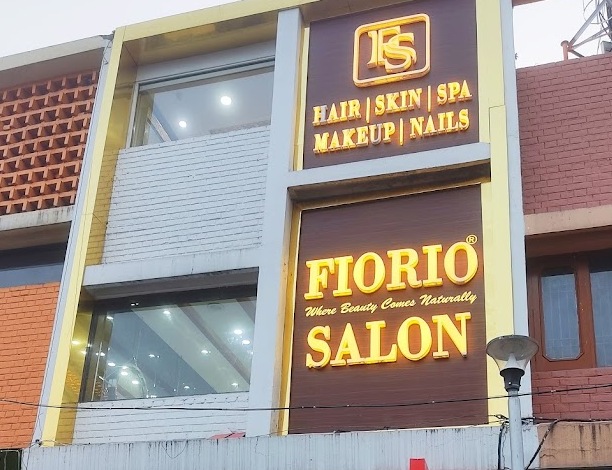 FS
HAIR | SKIN | SPA
MAKEUP | NAILS
FIORIO®
Where Beauty Comes Naturally
SALON